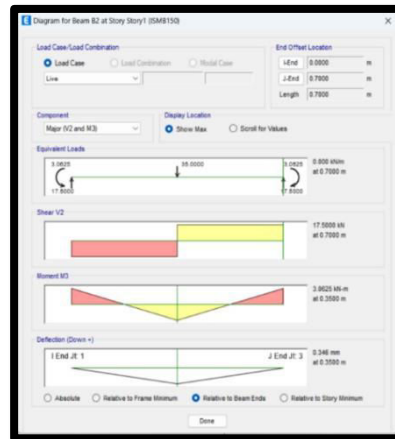 Diagram for Beam B2 at Story Story1 (ISMB150)
Load Case/Load Combination
Load Case
Load Combination
Modal Case
Live
End Offset Location
I-End 0.0000 m
J-End 0.7000 m
Length 0.7000 m
Component
Major (V2 and M3)
Display Location
Show Max
Scroll for Values
Equivalent Loads
3.0625 35.0000 3.0625
17.5000 17.5000
0.000 kN/m
at 0.7000 m
Shear V2
17.5000 kN
at 0.7000 m
Moment M3
3.0625 kN-m
at 0.3500 m
Deflection (Down +)
I End Jt: 1 J End Jt: 3
0.346 mm
at 0.3500 m
Absolute
Relative to Frame Minimum
Relative to Beam Ends
Relative to Story Minimum
Done